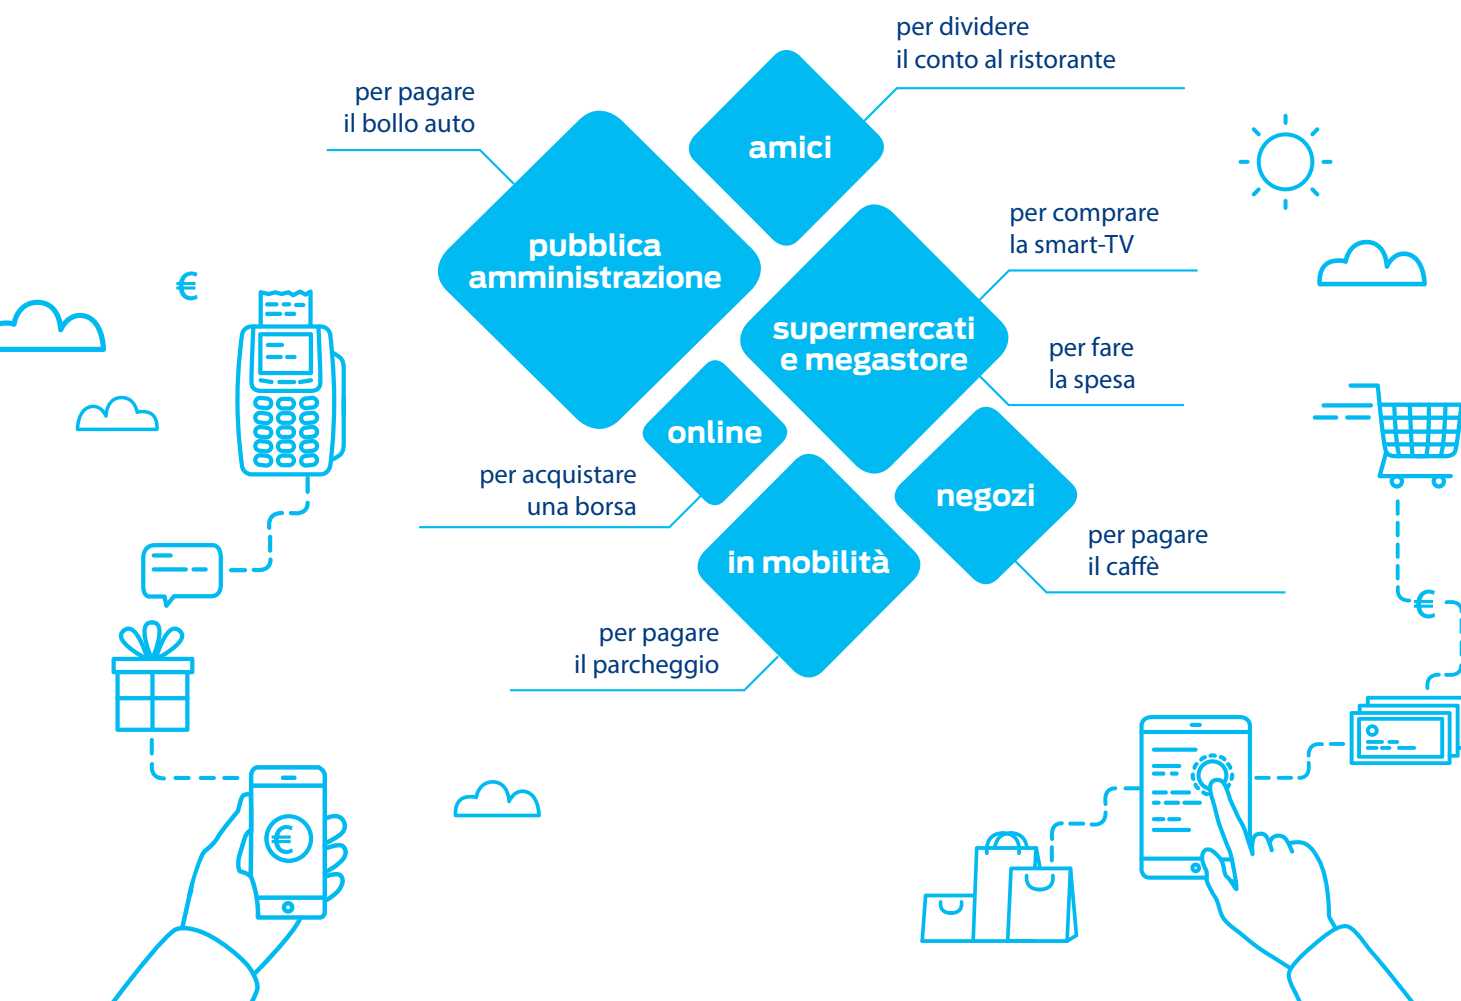 per dividere
il conto al ristorante
amici
per pagare
il bollo auto
pubblica
amministrazione
per comprare
la smart-TV
supermercati
e megastore
per fare
la spesa
online
per acquistare
una borsa
negozi
per pagare
il caffè
in mobilità
per pagare
il parcheggio
€
€
€